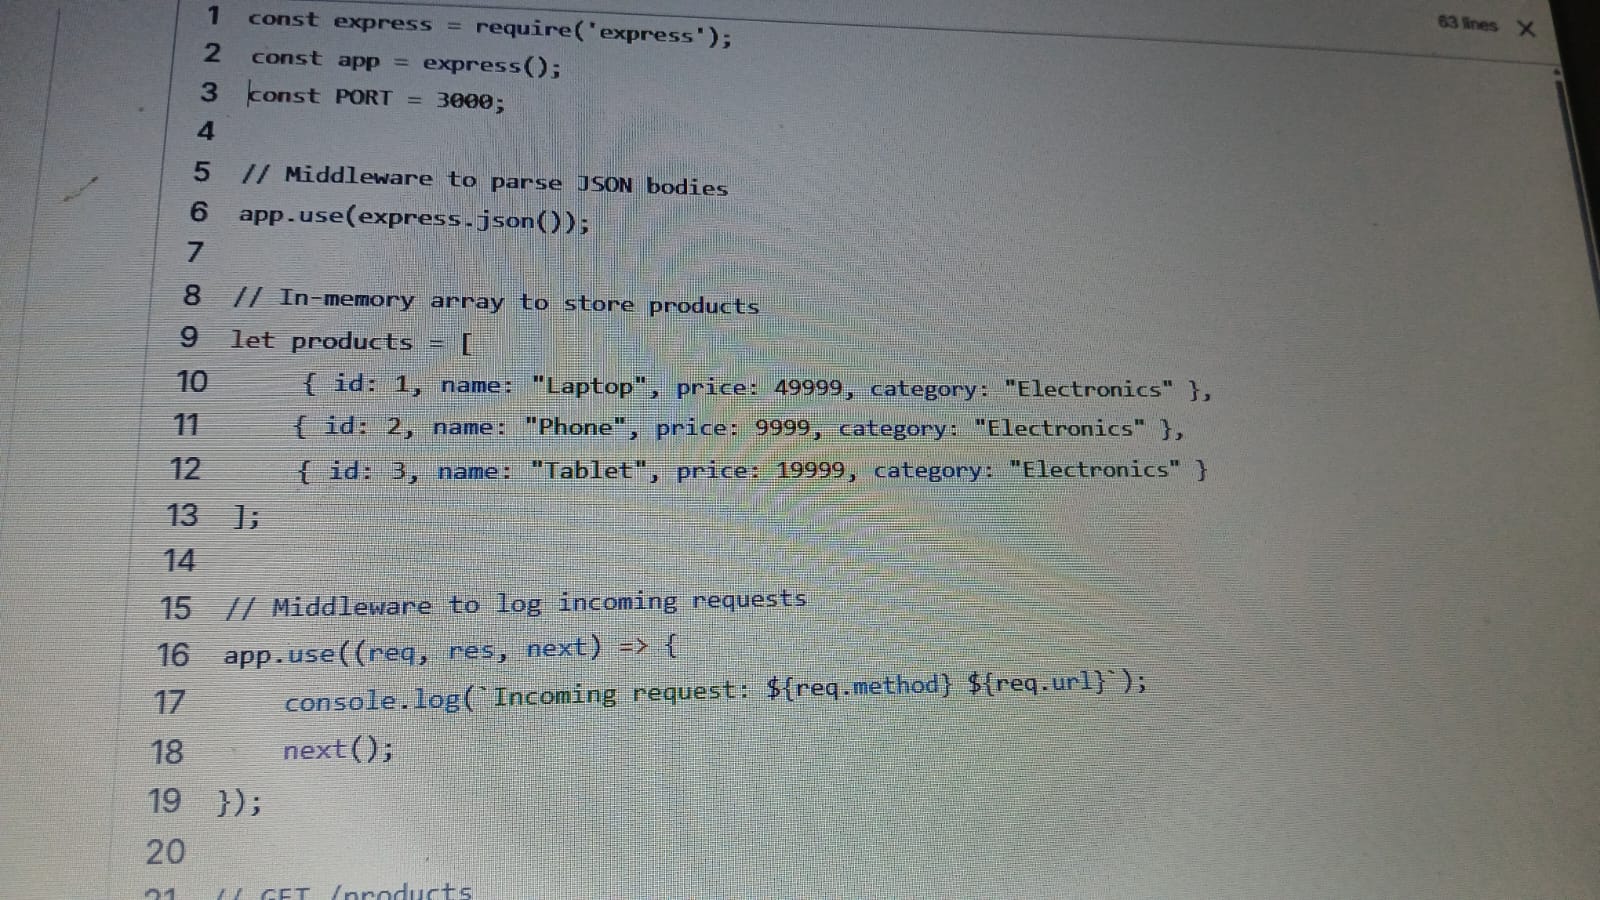 63 lines
1 const express = require('express');
2 const app = express();
3 const PORT = 3000;
4
5 // Middleware to parse JSON bodies
6 app.use(express.json());
7
8 // In-memory array to store products
9 let products = [
10     { id: 1, name: "Laptop", price: 49999, category: "Electronics" },
11     { id: 2, name: "Phone", price: 9999, category: "Electronics" },
12     { id: 3, name: "Tablet", price: 19999, category: "Electronics" }
13 ];
14
15 // Middleware to log incoming requests
16 app.use((req, res, next) => {
17     console.log(`Incoming request: ${req.method} ${req.url}`);
18     next();
19 });
20
21 // GET /products